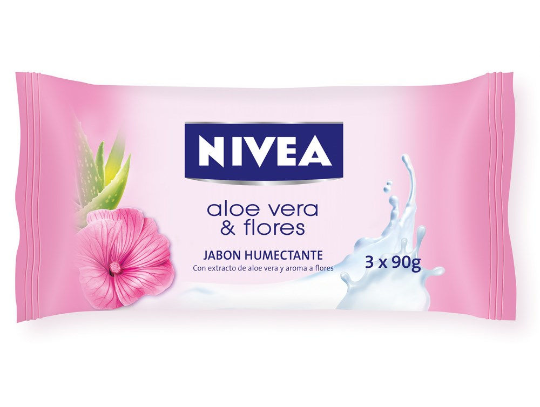 NIVEA
aloe vera
& flores
JABON HUMECTANTE
Con extracto de aloe vera y aroma a flores
3 x 90g